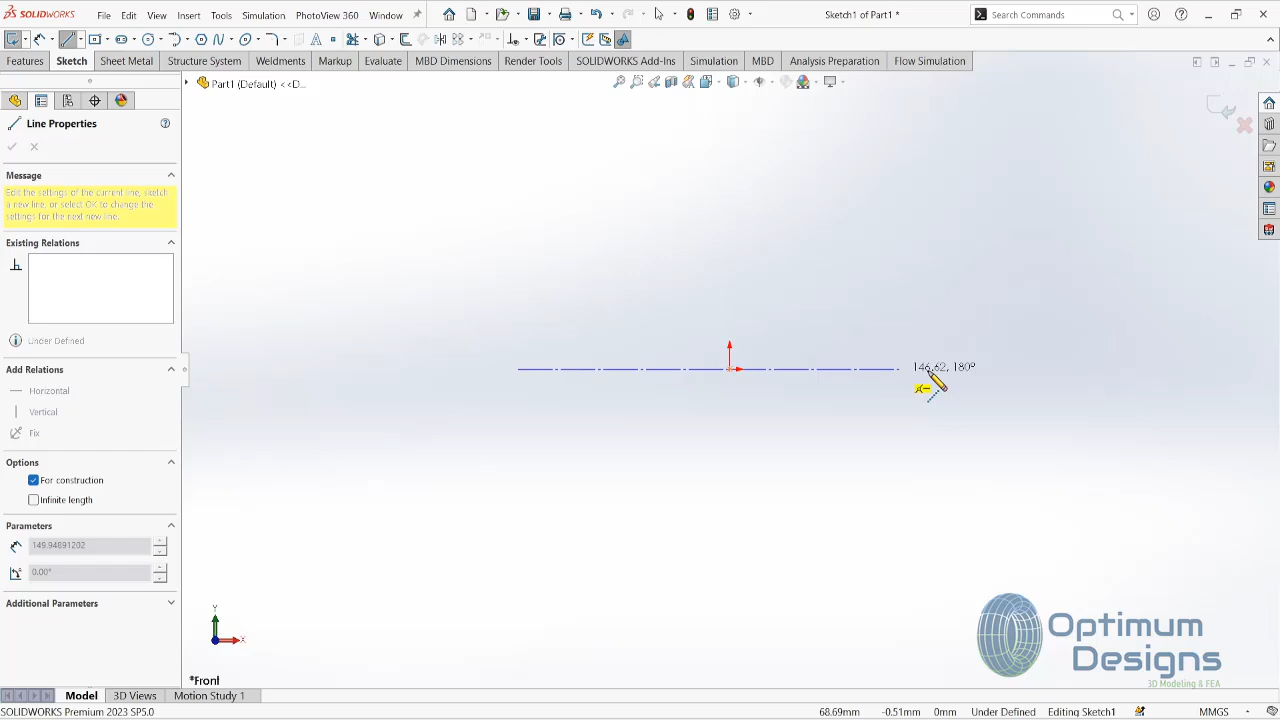 SOLIDWORKS File Edit View Insert Tools Simulation PhotoView 360 Window Sketch1 of Part1 * Search Commands
Features Sketch Sheet Metal Structure System Weldments Markup Evaluate MBD Dimensions Render Tools SOLIDWORKS Add-Ins Simulation MBD Analysis Preparation Flow Simulation
Part1 (Default) <<D...
Line Properties
Message
Edit the settings of the current line, sketch
a new line, or select OK to change the
settings for the next new line.
Existing Relations
Under Defined
Add Relations
Horizontal
Vertical
Fix
Options
For construction
Infinite length
Parameters
149.94891202
0.00°
Additional Parameters
146.62, 180°
Y
X
*Front
Optimum
Designs
3D Modeling & FEA
Model 3D Views Motion Study 1
SOLIDWORKS Premium 2023 SP5.0 68.69mm -0.51mm 0mm Under Defined Editing Sketch1 MMGS